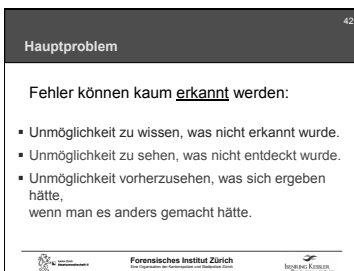 42
Hauptproblem
Fehler können kaum erkannt werden:
▪ Unmöglichkeit zu wissen, was nicht erkannt wurde.
▪ Unmöglichkeit zu sehen, was nicht entdeckt wurde.
▪ Unmöglichkeit vorherzusehen, was sich ergeben
hätte,
wenn man es anders gemacht hätte.
Forensisches Institut Zürich